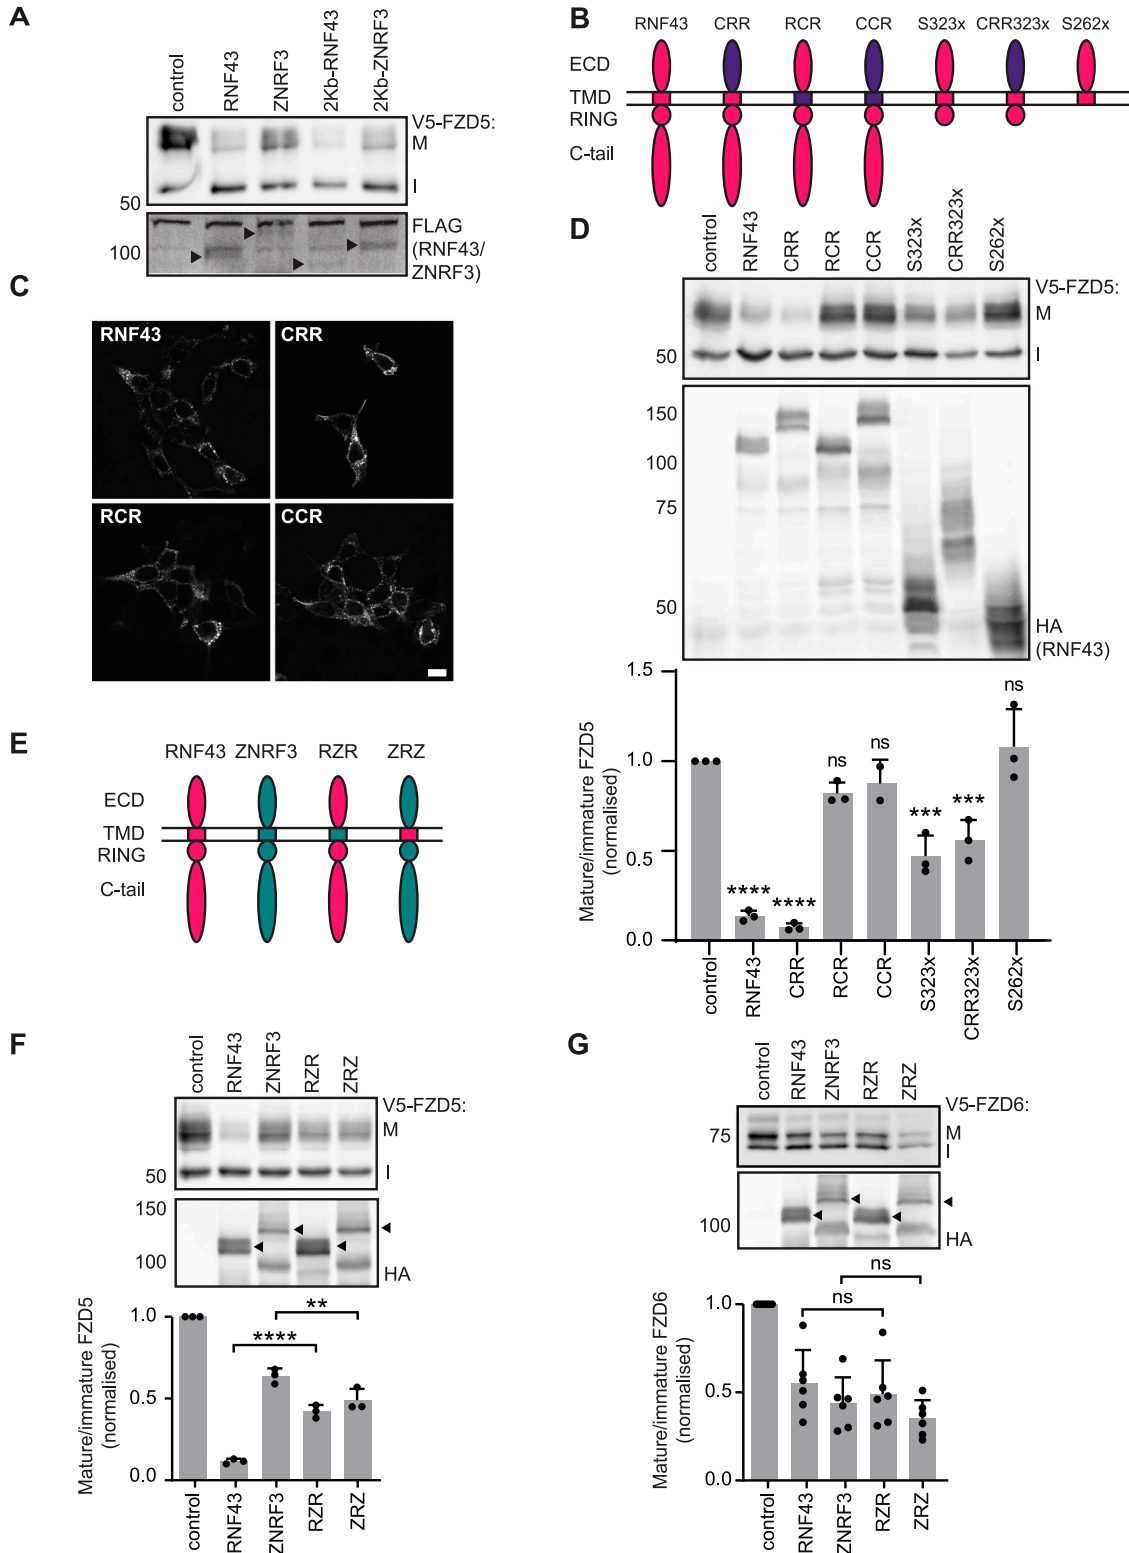 A
control
RNF43
ZNRF3
2Kb-RNF43
2Kb-ZNRF3
V5-FZD5:
M
I
50
FLAG
(RNF43/
ZNRF3)
100
B
RNF43 CRR RCR CCR S323x CRR323x S262x
ECD
TMD
RING
C-tail
C
RNF43
CRR
RCR
CCR
D
control
RNF43
CRR
RCR
CCR
S323x
CRR323x
S262x
V5-FZD5:
M
50
I
150
100
75
50
HA
(RNF43)
Mature/immature FZD5
(normalised)
1.5
1.0
0.5
0.0
**** **** ns ns *** *** ns
control
RNF43
CRR
RCR
CCR
S323x
CRR323x
S262x
E
RNF43 ZNRF3 RZR ZRZ
ECD
TMD
RING
C-tail
F
control
RNF43
ZNRF3
RZR
ZRZ
V5-FZD5:
M
50
I
150
100
HA
Mature/immature FZD5
(normalised)
1.0
0.5
0.0
**
****
control
RNF43
ZNRF3
RZR
ZRZ
G
control
RNF43
ZNRF3
RZR
ZRZ
V5-FZD6:
75
M
I
100
HA
Mature/immature FZD6
(normalised)
1.0
0.5
0.0
ns
ns
control
RNF43
ZNRF3
RZR
ZRZ